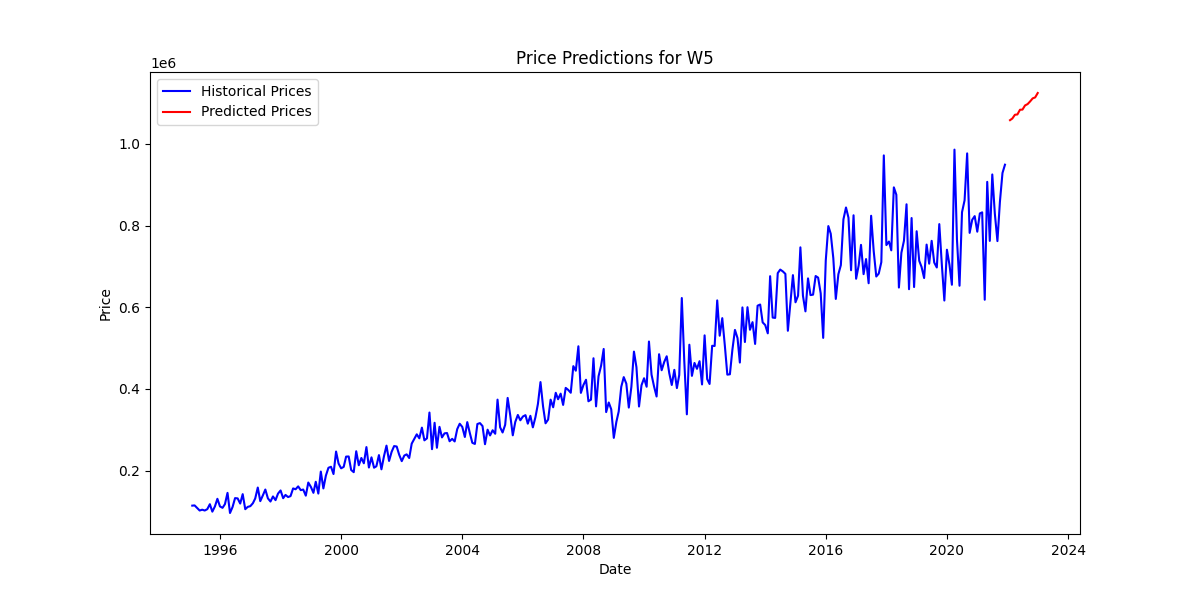 Price Predictions for W5
1e6
Historical Prices
Predicted Prices
1.0
0.8
0.6
0.4
0.2
Price
1996 2000 2004 2008 2012 2016 2020 2024
Date